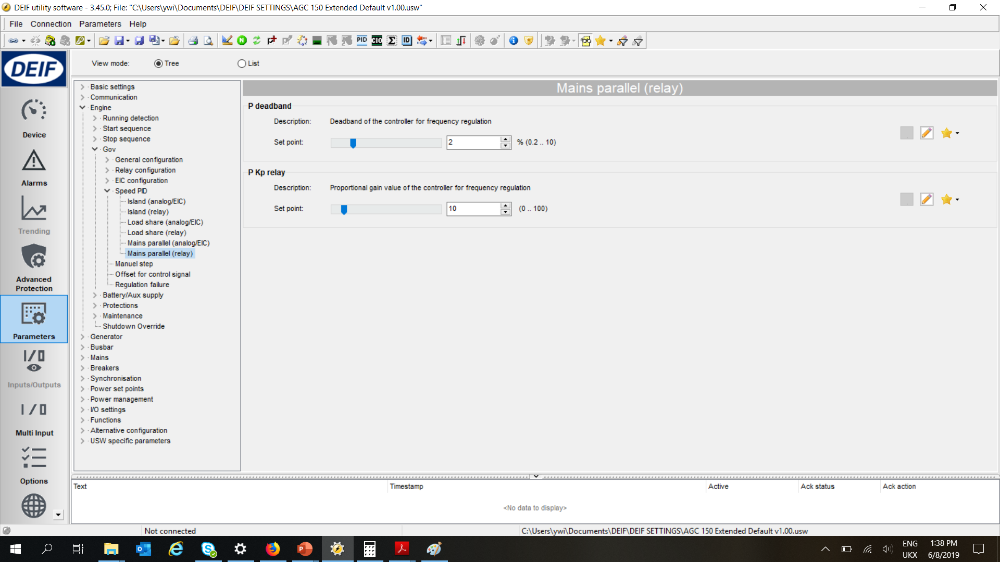 DEIF utility software - 3.45.0; File: "C:\Users\ywi\Documents\DEIF\DEIF SETTINGS\AGC 150 Extended Default v1.00.usw"
File Connection Parameters Help
PID CIO Σ ID
DEIF
View mode: Tree List
Device
Alarms
Trending
Advanced
Protection
Parameters
Inputs/Outputs
Multi Input
Options
Basic settings
Communication
Engine
Running detection
Start sequence
Stop sequence
Gov
General configuration
Relay configuration
EIC configuration
Speed PID
Island (analog/EIC)
Island (relay)
Load share (analog/EIC)
Load share (relay)
Mains parallel (analog/EIC)
Mains parallel (relay)
Manuel step
Offset for control signal
Regulation failure
Battery/Aux supply
Protections
Maintenance
Shutdown Override
Generator
Busbar
Mains
Breakers
Synchronisation
Power set points
Power management
I/O settings
Functions
Alternative configuration
USW specific parameters
Mains parallel (relay)
P deadband
Description: Deadband of the controller for frequency regulation
Set point: 2 % (0.2 .. 10)
P Kp relay
Description: Proportional gain value of the controller for frequency regulation
Set point: 10 (0 .. 100)
Text Timestamp Active Ack status Ack action
<No data to display>
Not connected C:\Users\ywi\Documents\DEIF\DEIF SETTINGS\AGC 150 Extended Default v1.00.usw
ENG 1:38 PM
UKX 6/8/2019